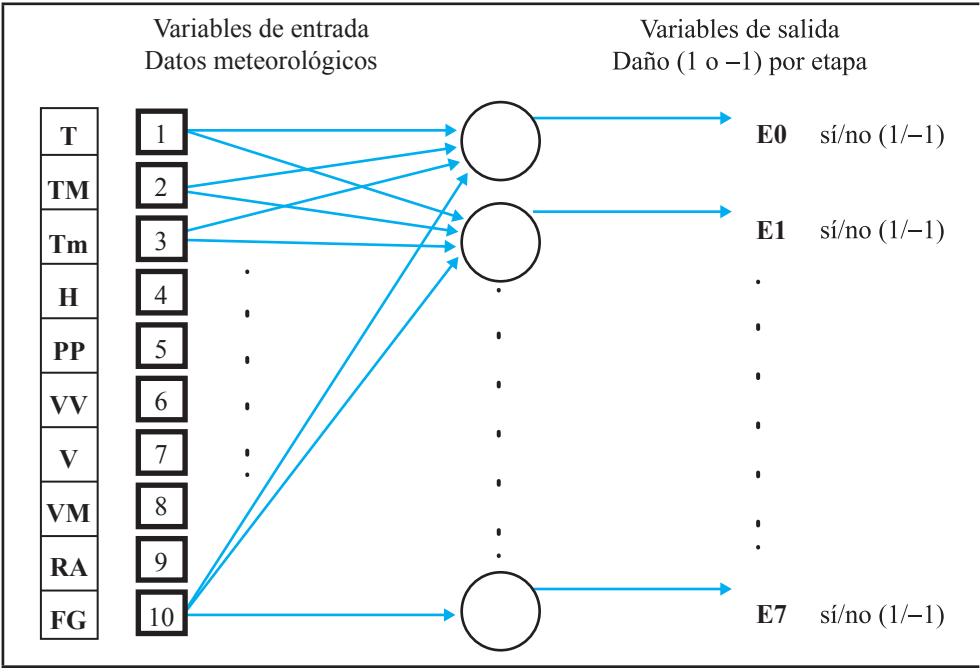 Variables de entrada
Datos meteorológicos
Variables de salida
Daño (1 o −1) por etapa
T 1
TM 2
Tm 3
H 4
PP 5
VV 6
V 7
VM 8
RA 9
FG 10
E0 sí/no (1/−1)
E1 sí/no (1/−1)
E7 sí/no (1/−1)